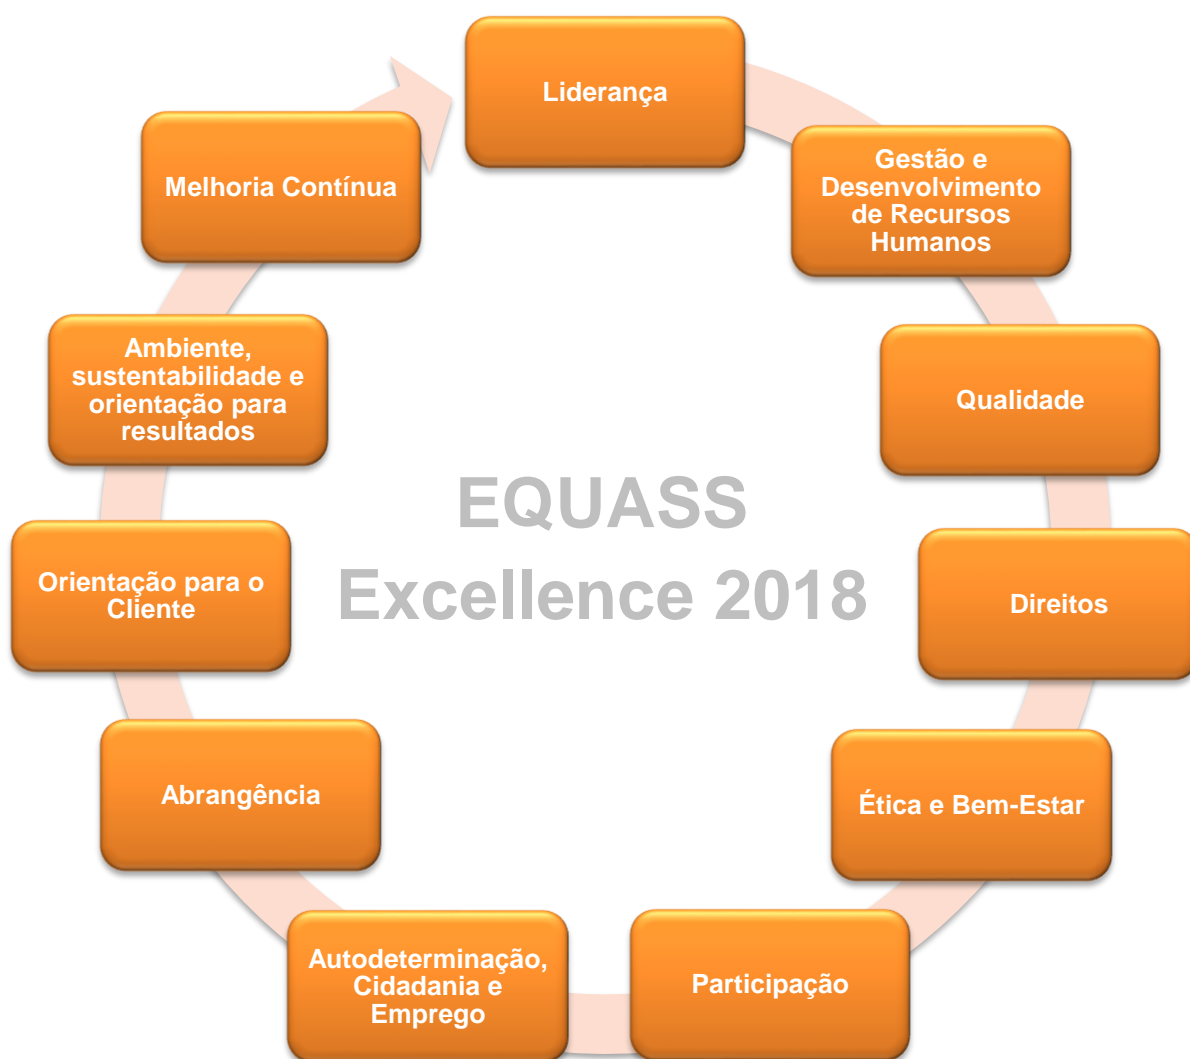 Liderança
Gestão e
Desenvolvimento
de Recursos
Humanos
Qualidade
Direitos
Ética e Bem-Estar
Participação
Autodeterminação,
Cidadania e
Emprego
Abrangência
Orientação para o
Cliente
Ambiente,
sustentabilidade e
orientação para
resultados
Melhoria Contínua
EQUASS
Excellence 2018